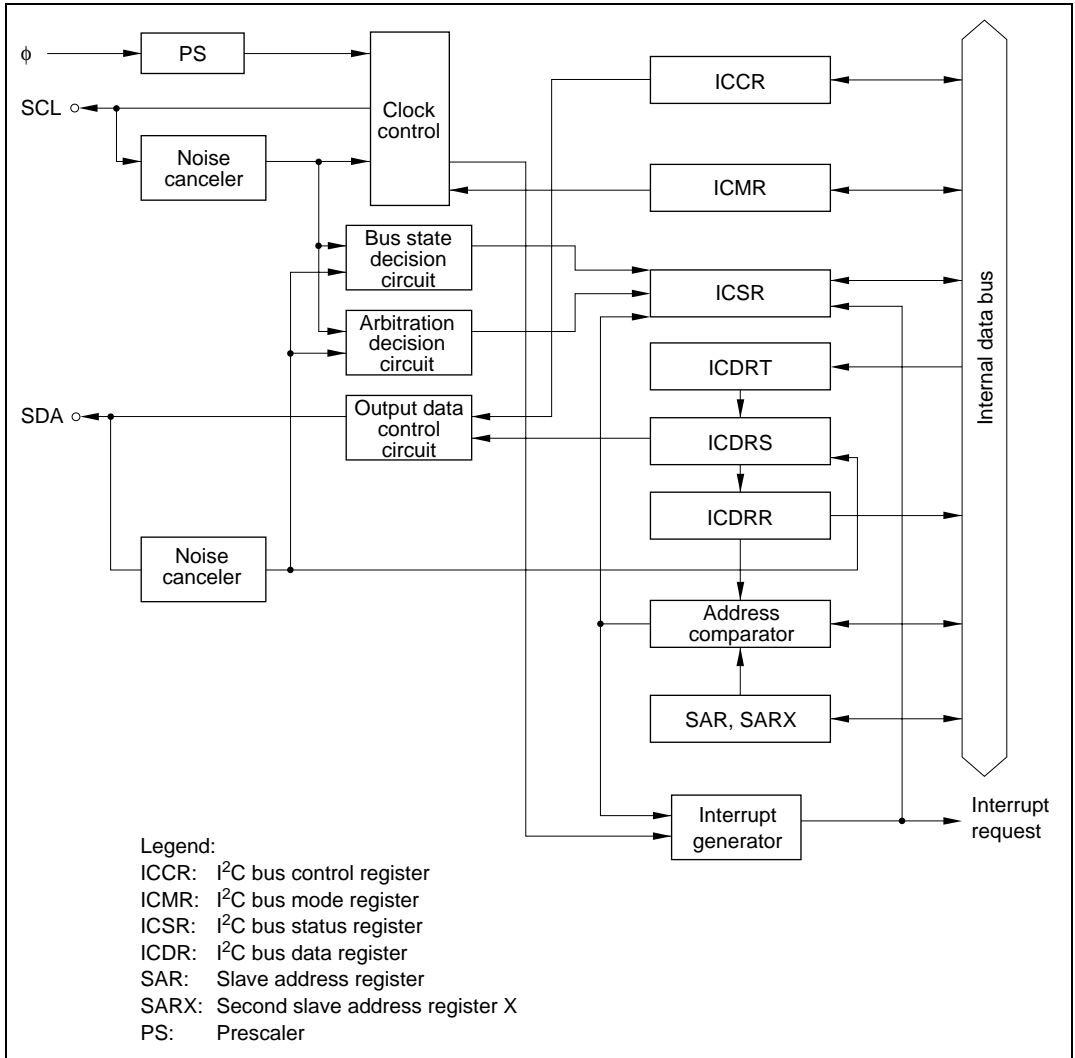 ϕ
PS
SCL
Clock
control
Noise
canceler
Bus state
decision
circuit
Arbitration
decision
circuit
SDA
Output data
control
circuit
Noise
canceler
ICCR
ICMR
ICSR
ICDRT
ICDRS
ICDRR
Address
comparator
SAR, SARX
Interrupt
generator
Internal data bus
Interrupt
request
Legend:
ICCR: I²C bus control register
ICMR: I²C bus mode register
ICSR: I²C bus status register
ICDR: I²C bus data register
SAR: Slave address register
SARX: Second slave address register X
PS: Prescaler